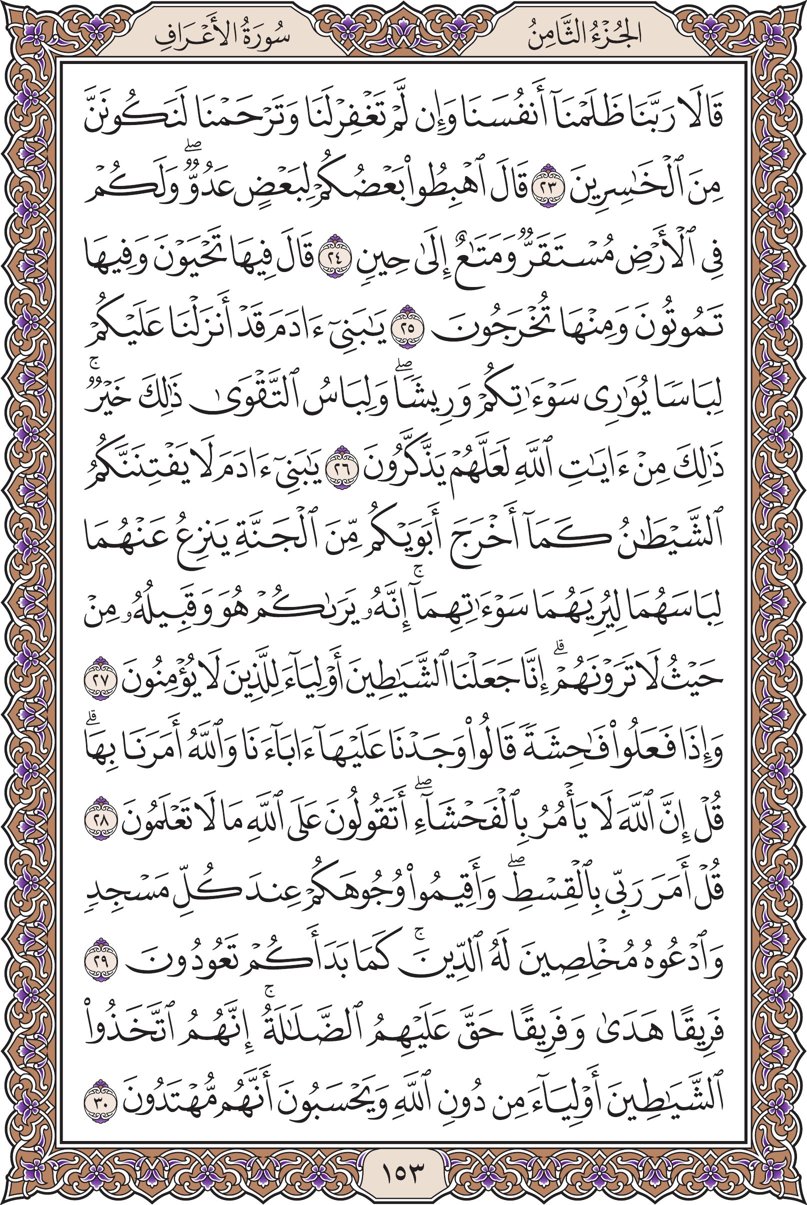 الجُزْءُ الثَّامِنُ
سُورَةُ الأَعْرَافِ
قَالَا رَبَّنَا ظَلَمْنَآ أَنفُسَنَا وَإِن لَّمْ تَغْفِرْ لَنَا وَتَرْحَمْنَا لَنَكُونَنَّ
مِنَ ٱلْخَٰسِرِينَ ٢٣ قَالَ ٱهْبِطُوا۟ بَعْضُكُمْ لِبَعْضٍ عَدُوٌّ ۖ وَلَكُمْ
فِى ٱلْأَرْضِ مُسْتَقَرٌّ وَمَتَٰعٌ إِلَىٰ حِينٍ ٢٤ قَالَ فِيهَا تَحْيَوْنَ وَفِيهَا
تَمُوتُونَ وَمِنْهَا تُخْرَجُونَ ٢٥ يَٰبَنِىٓ ءَادَمَ قَدْ أَنزَلْنَا عَلَيْكُمْ
لِبَاسًا يُوَٰرِى سَوْءَٰتِكُمْ وَرِيشًا ۖ وَلِبَاسُ ٱلتَّقْوَىٰ ذَٰلِكَ خَيْرٌ ۚ
ذَٰلِكَ مِنْ ءَايَٰتِ ٱللَّهِ لَعَلَّهُمْ يَذَّكَّرُونَ ٢٦ يَٰبَنِىٓ ءَادَمَ لَا يَفْتِنَنَّكُمُ
ٱلشَّيْطَٰنُ كَمَآ أَخْرَجَ أَبَوَيْكُم مِّنَ ٱلْجَنَّةِ يَنزِعُ عَنْهُمَا
لِبَاسَهُمَا لِيُرِيَهُمَا سَوْءَٰتِهِمَآ ۚ إِنَّهُۥ يَرَىٰكُمْ هُوَ وَقَبِيلُهُۥ مِنْ
حَيْثُ لَا تَرَوْنَهُمْ ۗ إِنَّا جَعَلْنَا ٱلشَّيَٰطِينَ أَوْلِيَآءَ لِلَّذِينَ لَا يُؤْمِنُونَ ٢٧
وَإِذَا فَعَلُوا۟ فَٰحِشَةً قَالُوا۟ وَجَدْنَا عَلَيْهَآ ءَابَآءَنَا وَٱللَّهُ أَمَرَنَا بِهَا ۗ
قُلْ إِنَّ ٱللَّهَ لَا يَأْمُرُ بِٱلْفَحْشَآءِ ۖ أَتَقُولُونَ عَلَى ٱللَّهِ مَا لَا تَعْلَمُونَ ٢٨
قُلْ أَمَرَ رَبِّى بِٱلْقِسْطِ ۖ وَأَقِيمُوا۟ وُجُوهَكُمْ عِندَ كُلِّ مَسْجِدٍ
وَٱدْعُوهُ مُخْلِصِينَ لَهُ ٱلدِّينَ ۚ كَمَا بَدَأَكُمْ تَعُودُونَ ٢٩
فَرِيقًا هَدَىٰ وَفَرِيقًا حَقَّ عَلَيْهِمُ ٱلضَّلَٰلَةُ ۚ إِنَّهُمُ ٱتَّخَذُوا۟
ٱلشَّيَٰطِينَ أَوْلِيَآءَ مِن دُونِ ٱللَّهِ وَيَحْسَبُونَ أَنَّهُم مُّهْتَدُونَ ٣٠
١٥٣